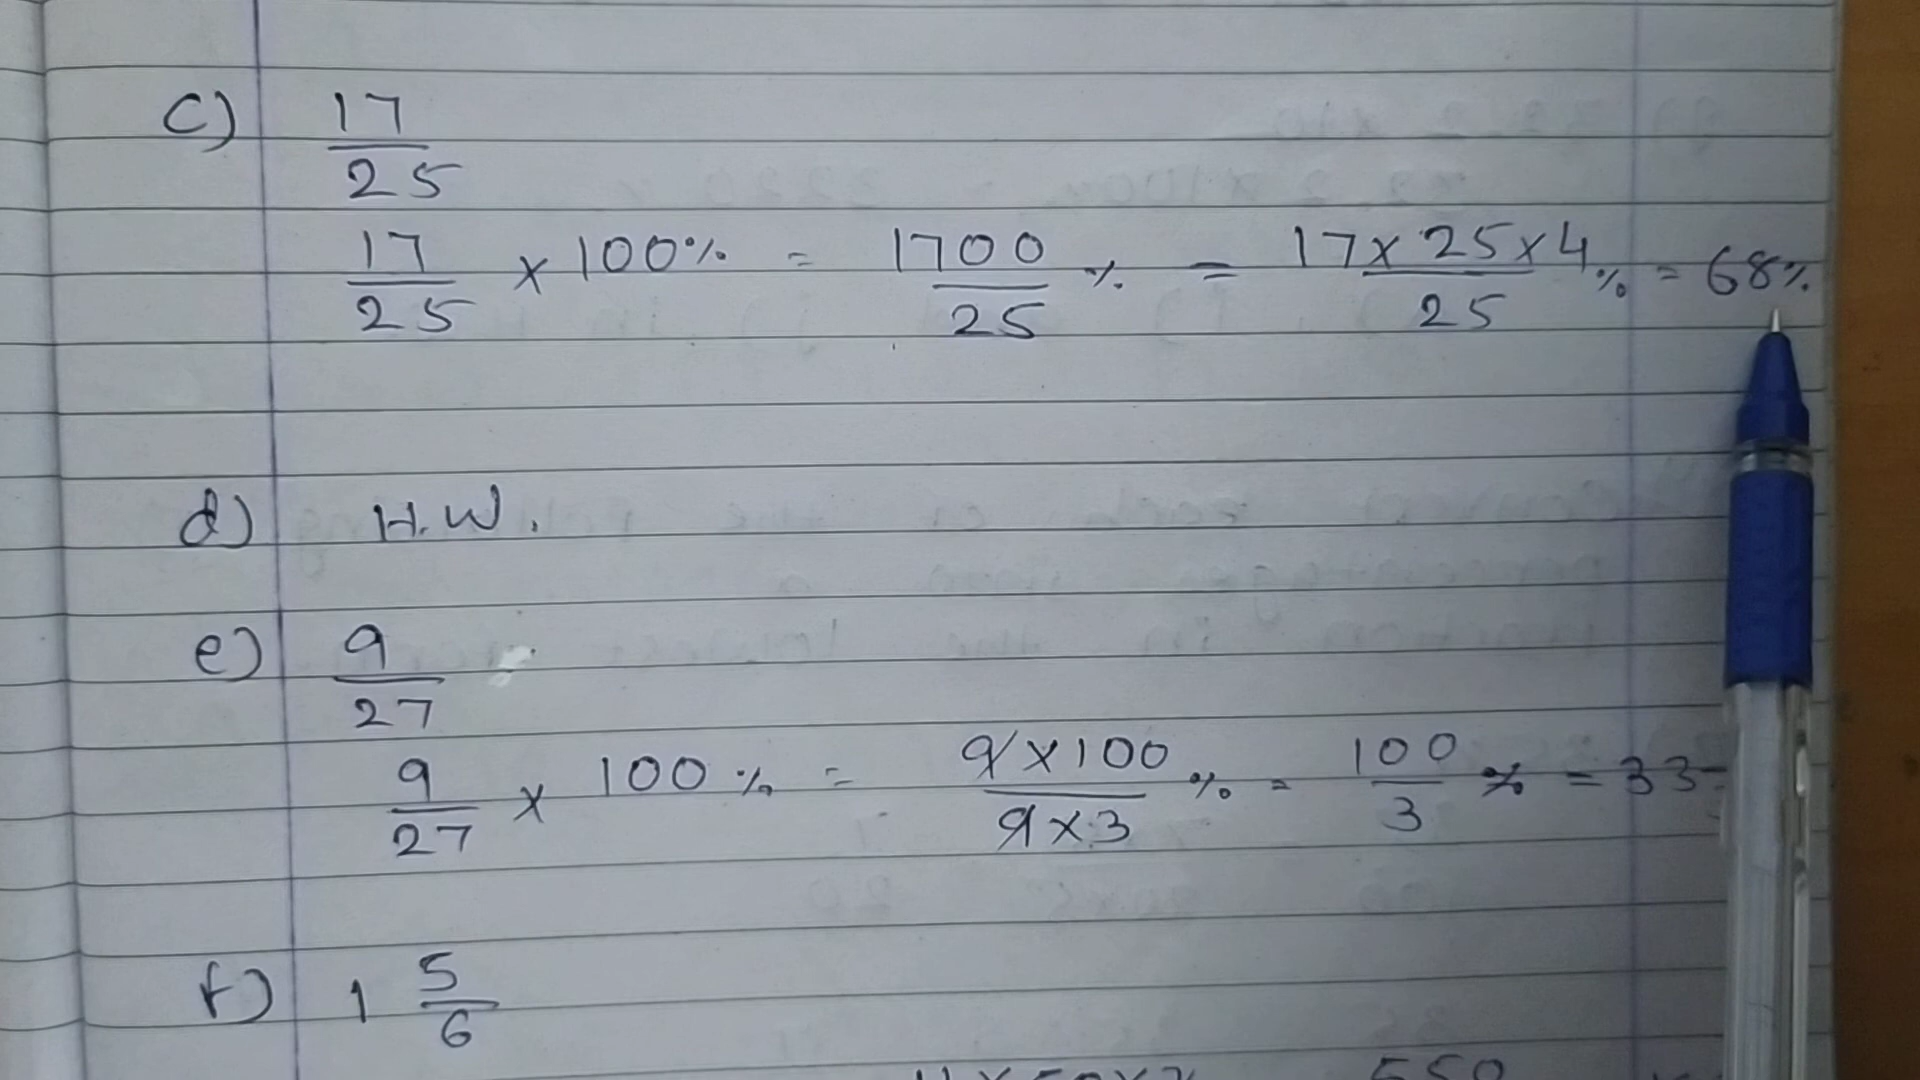 c) 17/25
17/25 × 100% = 1700/25 % = 17 × 25 × 4/25 % = 68%
d) H.W.
e) 9/27
9/27 × 100 % = 9 × 100/9 × 3 % = 100/3 % = 33
f) 1 5/6
550